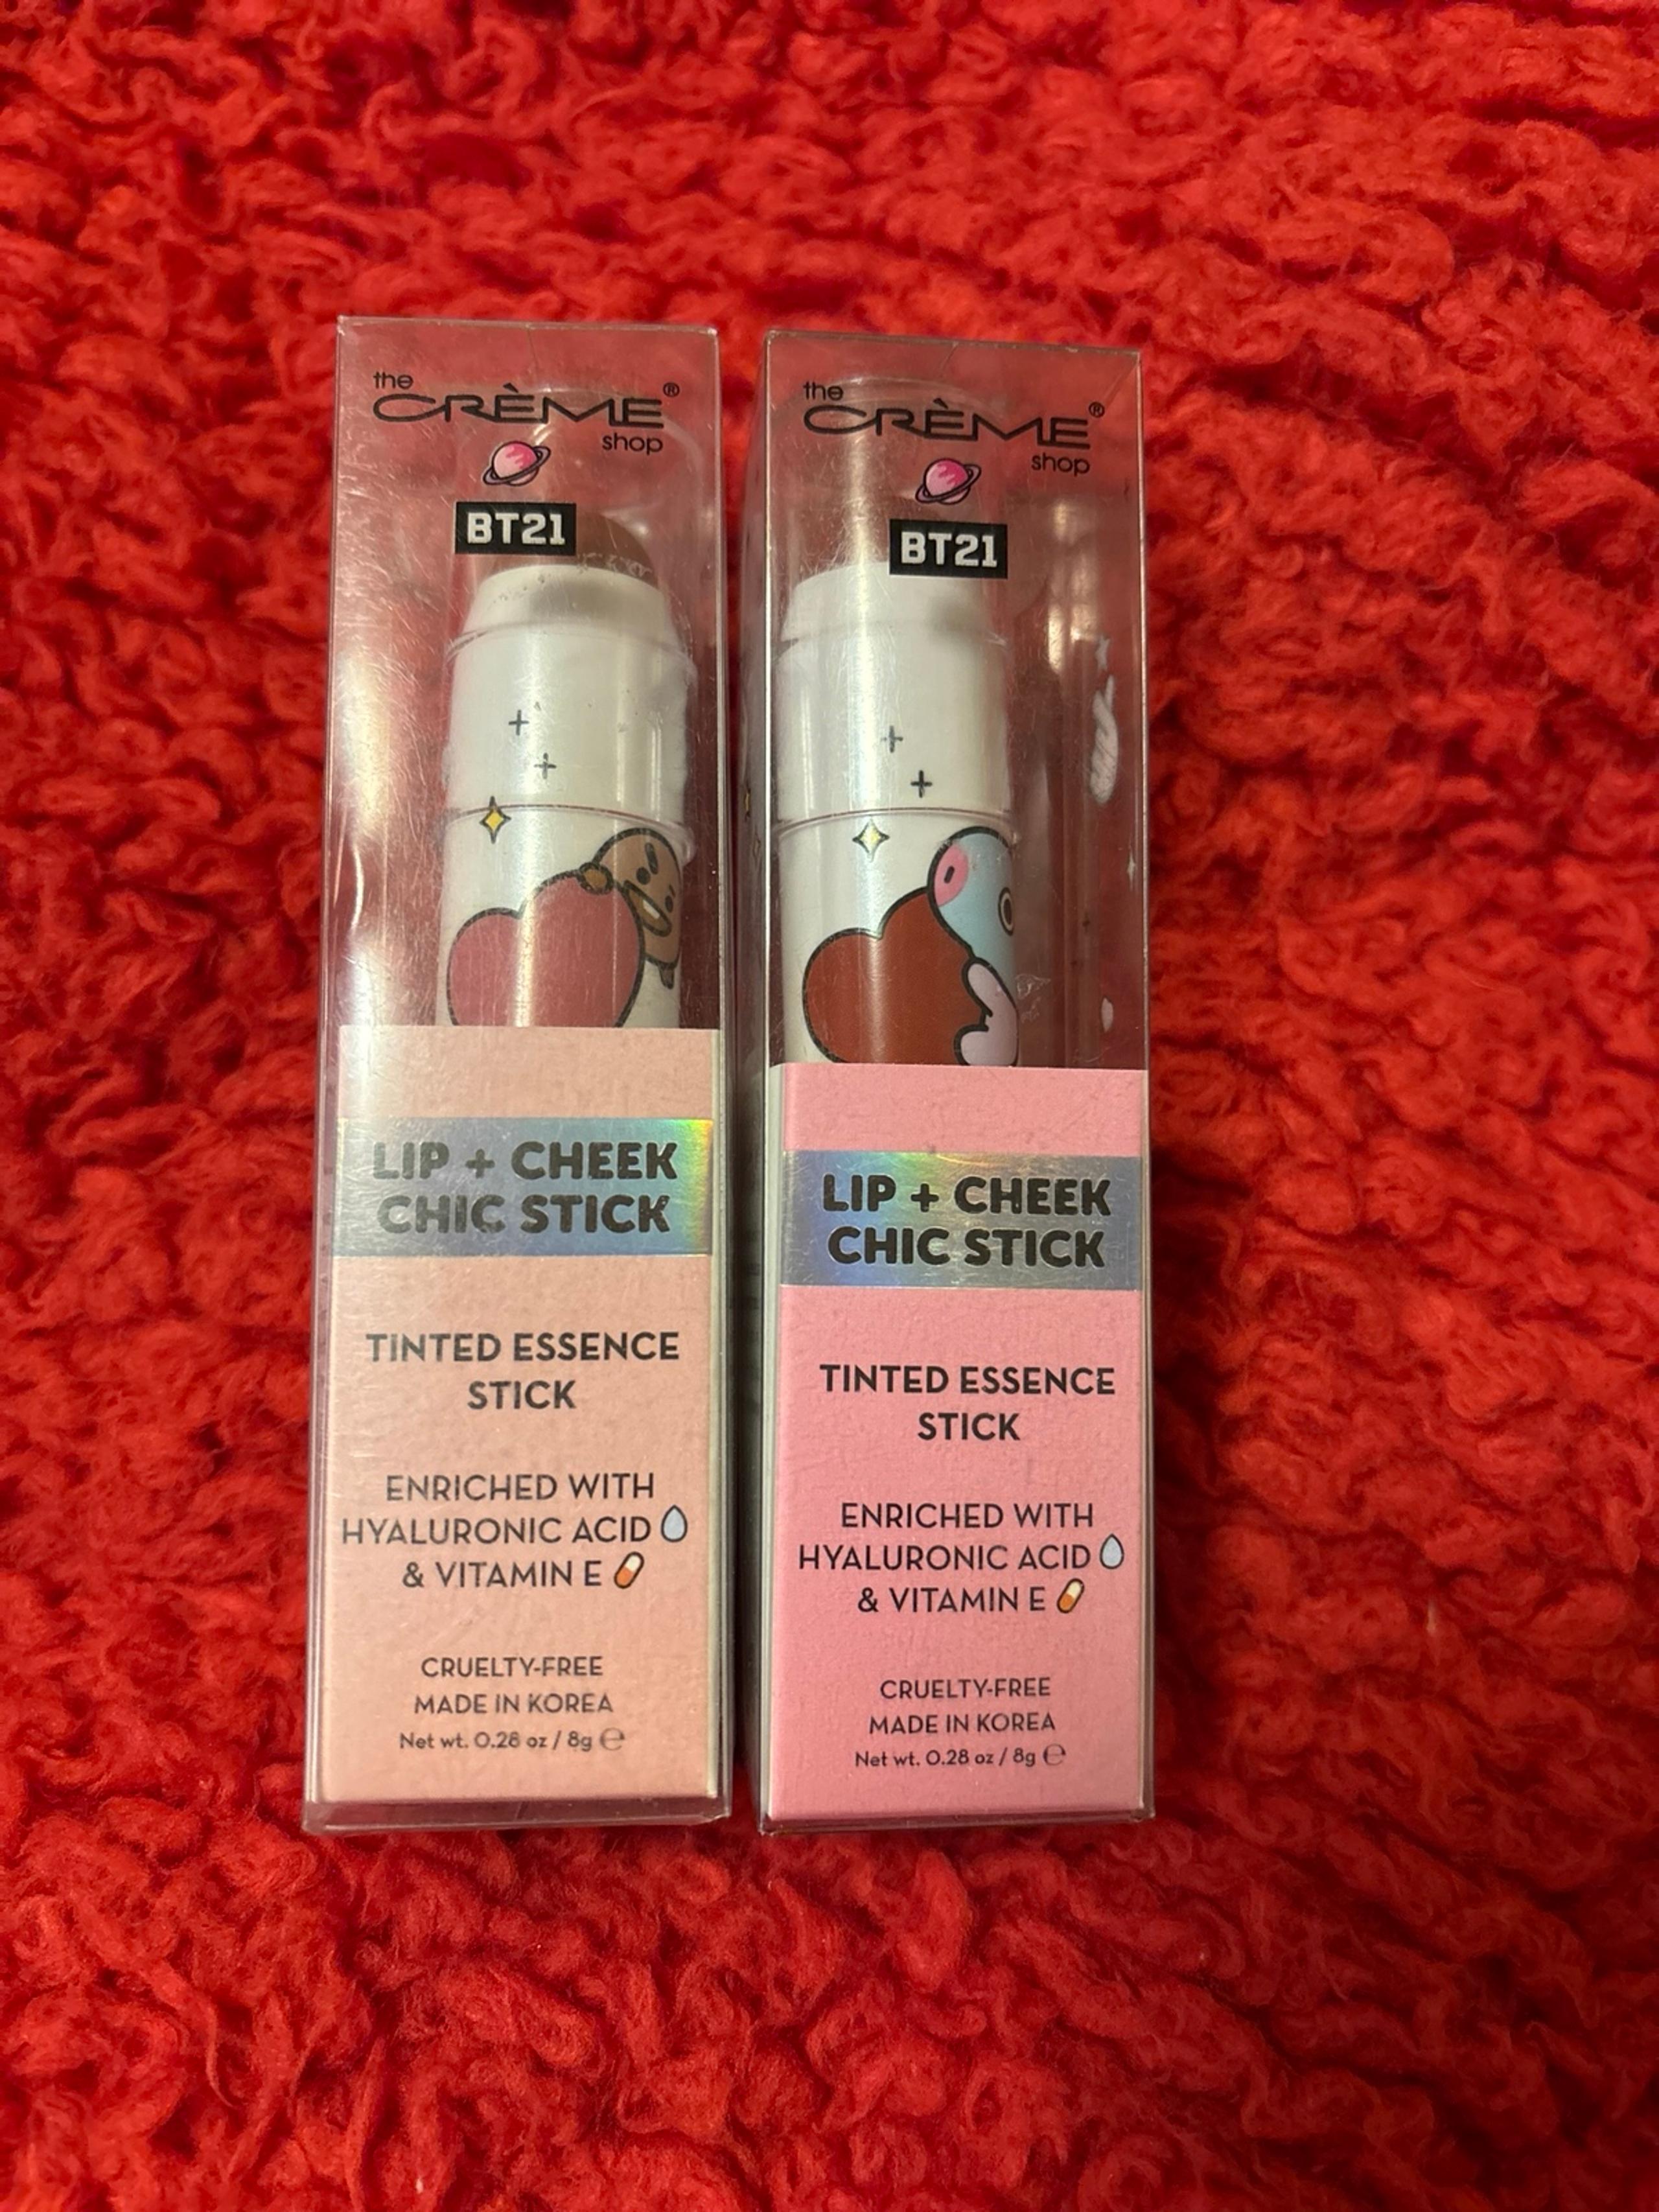 the
CRÈME®
shop
BT21
LIP + CHEEK
CHIC STICK
TINTED ESSENCE
STICK
ENRICHED WITH
HYALURONIC ACID
& VITAMIN E
CRUELTY-FREE
MADE IN KOREA
Net wt. 0.28 oz / 8g ℮
the
CRÈME®
shop
BT21
LIP + CHEEK
CHIC STICK
TINTED ESSENCE
STICK
ENRICHED WITH
HYALURONIC ACID
& VITAMIN E
CRUELTY-FREE
MADE IN KOREA
Net wt. 0.28 oz / 8g ℮